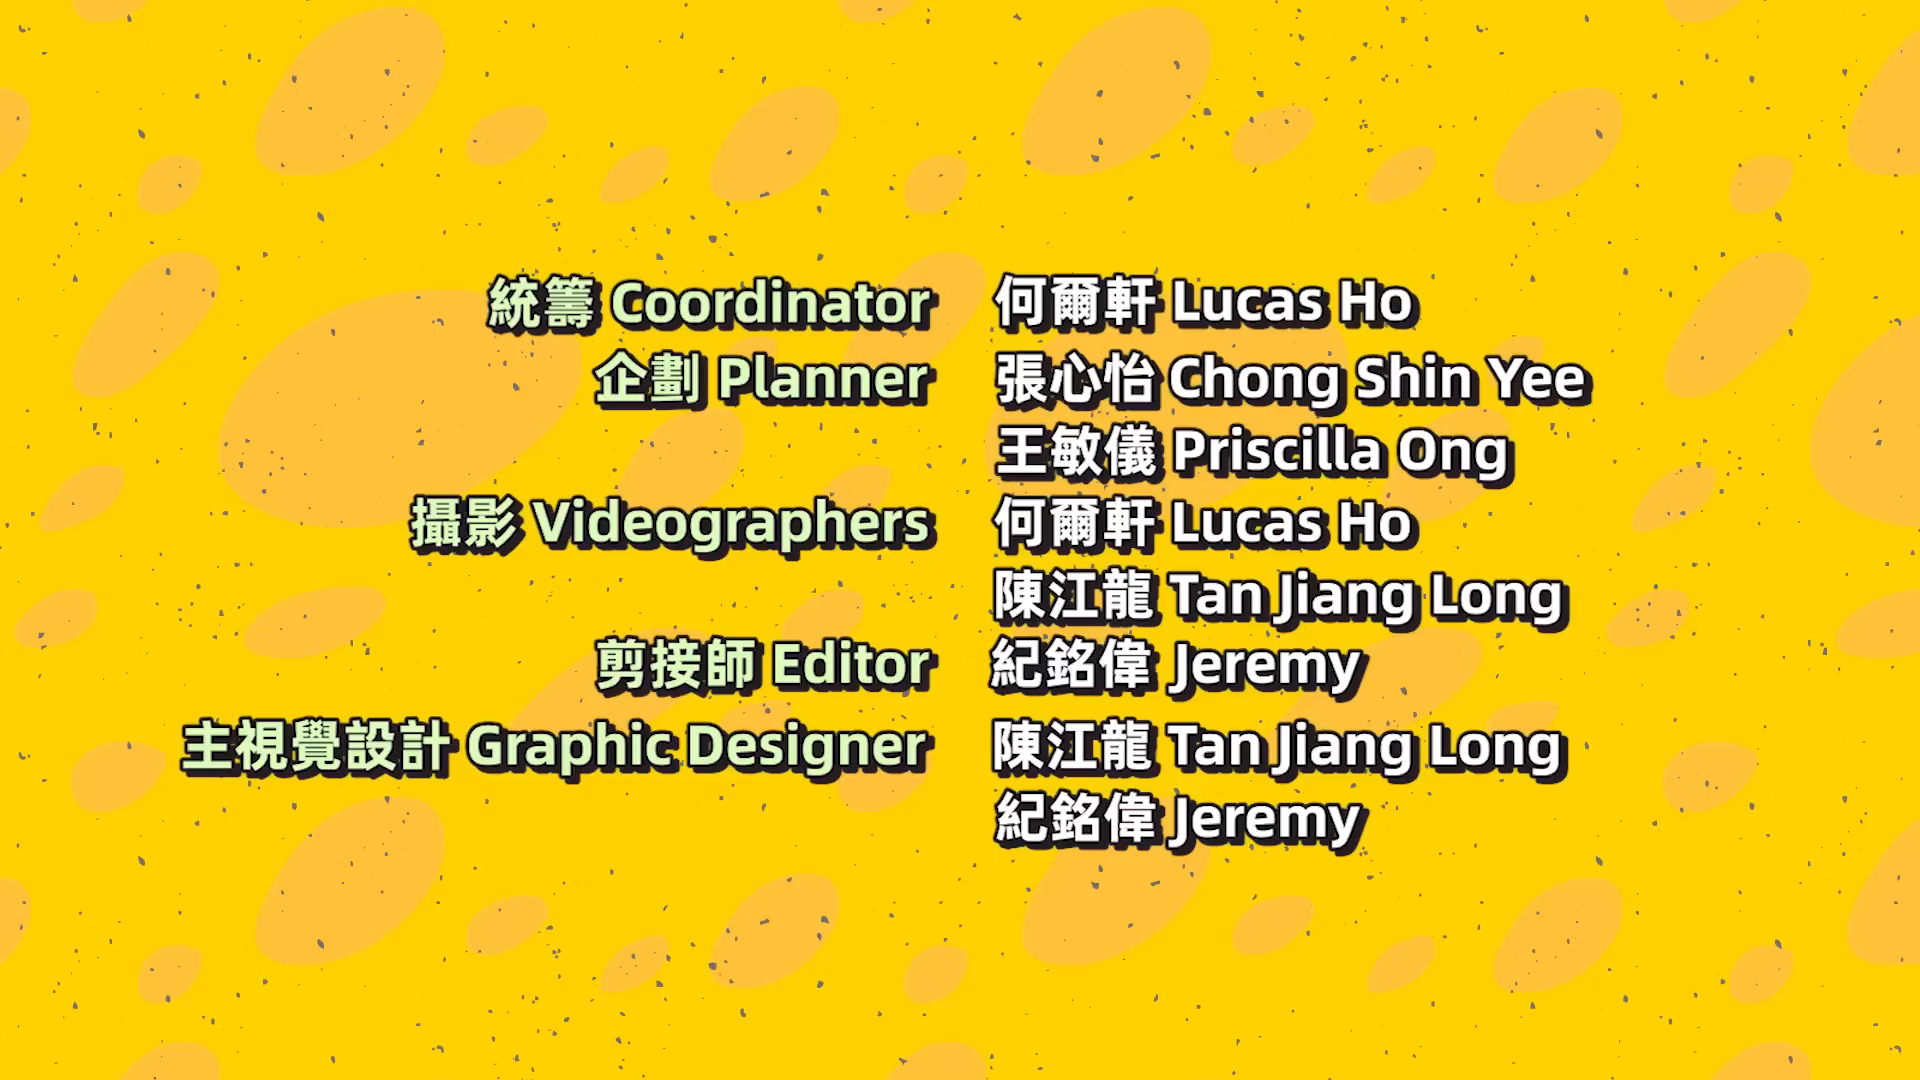 統籌 Coordinator 何爾軒 Lucas Ho
企劃 Planner 張心怡 Chong Shin Yee
王敏儀 Priscilla Ong
攝影 Videographers 何爾軒 Lucas Ho
陳江龍 Tan Jiang Long
剪接師 Editor 紀銘偉 Jeremy
主視覺設計 Graphic Designer 陳江龍 Tan Jiang Long
紀銘偉 Jeremy